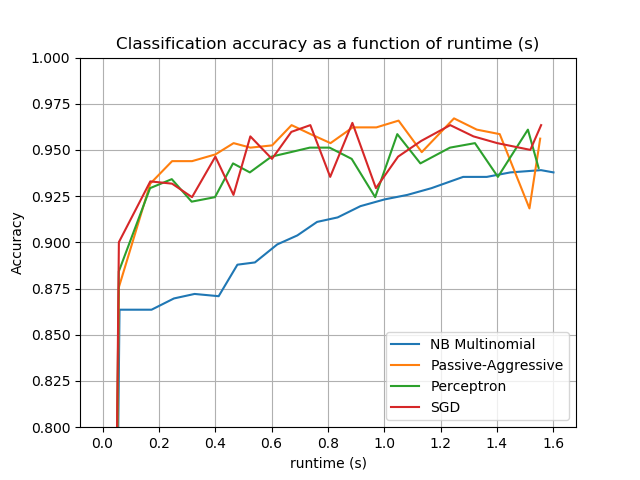 Classification accuracy as a function of runtime (s)
1.000
0.975
0.950
0.925
0.900
0.875
0.850
0.825
0.800
Accuracy
NB Multinomial
Passive-Aggressive
Perceptron
SGD
0.0 0.2 0.4 0.6 0.8 1.0 1.2 1.4 1.6
runtime (s)